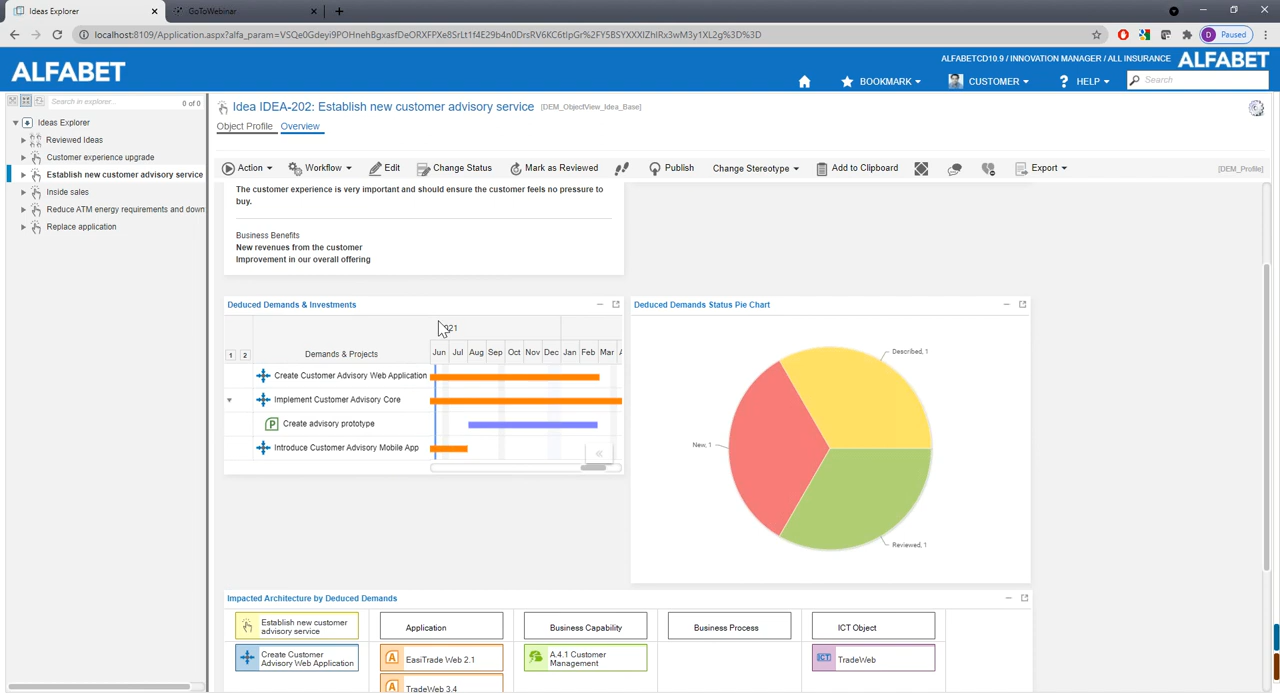 Ideas Explorer
GoToWebinar
localhost:8109/Application.aspx?alfa_param=VSQe0Gdeyi9POHnehBgxasfDeORXFPXe8SrLt1f4E29b4n0DrsRV6KC6tIpGr%2FY5BSYXXXIZhIRx3wM3y1XL2g%3D%3D
D Paused
ALFABET
ALFABETCD10.9 / INNOVATION MANAGER / ALL INSURANCE
ALFABET
BOOKMARK
CUSTOMER
HELP
Search
Search in explorer...
0 of 0
Ideas Explorer
Reviewed Ideas
Customer experience upgrade
Establish new customer advisory service
Inside sales
Reduce ATM energy requirements and down
Replace application
Idea IDEA-202: Establish new customer advisory service
[DEM_ObjectView_Idea_Base]
Object Profile
Overview
Action
Workflow
Edit
Change Status
Mark as Reviewed
Publish
Change Stereotype
Add to Clipboard
Export
[DEM_Profile]
The customer experience is very important and should ensure the customer feels no pressure to
buy.
Business Benefits
New revenues from the customer
Improvement in our overall offering
Deduced Demands & Investments
021
1 2
Demands & Projects
Jun Jul Aug Sep Oct Nov Dec Jan Feb Mar A
Create Customer Advisory Web Application
Implement Customer Advisory Core
P Create advisory prototype
Introduce Customer Advisory Mobile App
Deduced Demands Status Pie Chart
Described, 1
New, 1
Reviewed, 1
Impacted Architecture by Deduced Demands
Establish new customer
advisory service
Application
Business Capability
Business Process
ICT Object
Create Customer
Advisory Web Application
A EasiTrade Web 2.1
A.4.1 Customer
Management
ICT TradeWeb
A TradeWeb 3.4